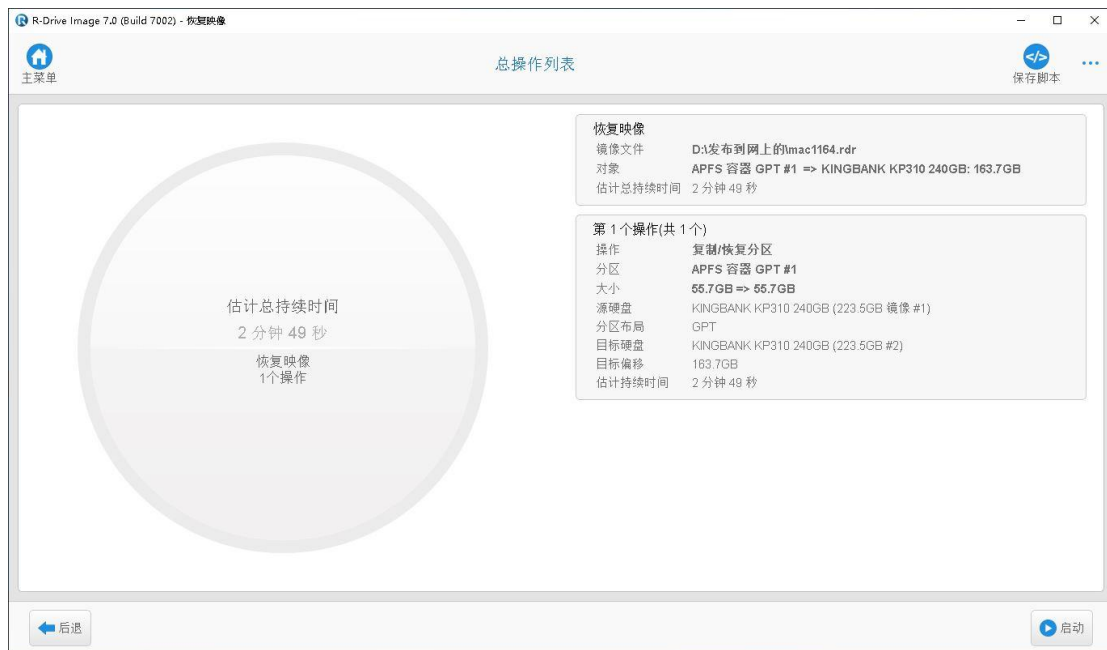 R-Drive Image 7.0 (Build 7002) - 恢复映像
主菜单
总操作列表
保存脚本
估计总持续时间
2 分钟 49 秒
恢复映像
1个操作
恢复映像
镜像文件 D:\发布到网上的\mac1164.rdr
对象 APFS 容器 GPT #1 => KINGBANK KP310 240GB: 163.7GB
估计总持续时间 2 分钟 49 秒
第 1 个操作(共 1 个)
操作 复制/恢复分区
分区 APFS 容器 GPT #1
大小 55.7GB => 55.7GB
源硬盘 KINGBANK KP310 240GB (223.5GB 镜像 #1)
分区布局 GPT
目标硬盘 KINGBANK KP310 240GB (223.5GB #2)
目标偏移 163.7GB
估计持续时间 2 分钟 49 秒
后退
启动